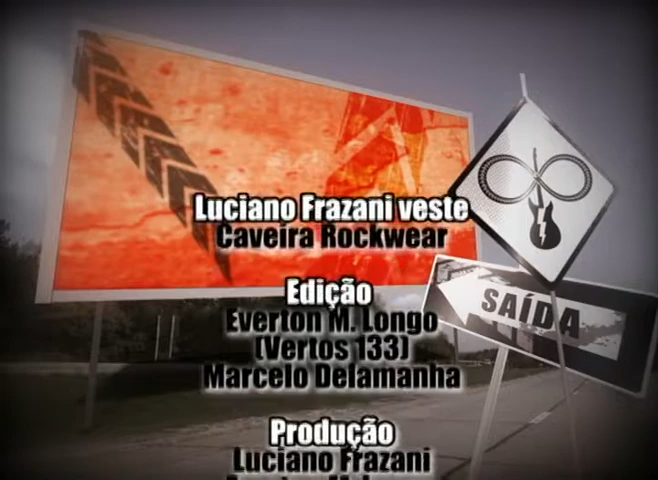 Luciano Frazani veste
Caveira Rockwear
Edição
Everton M. Longo
(Vertos 133)
Marcelo Delamanha
Produção
Luciano Frazani
SAÍDA